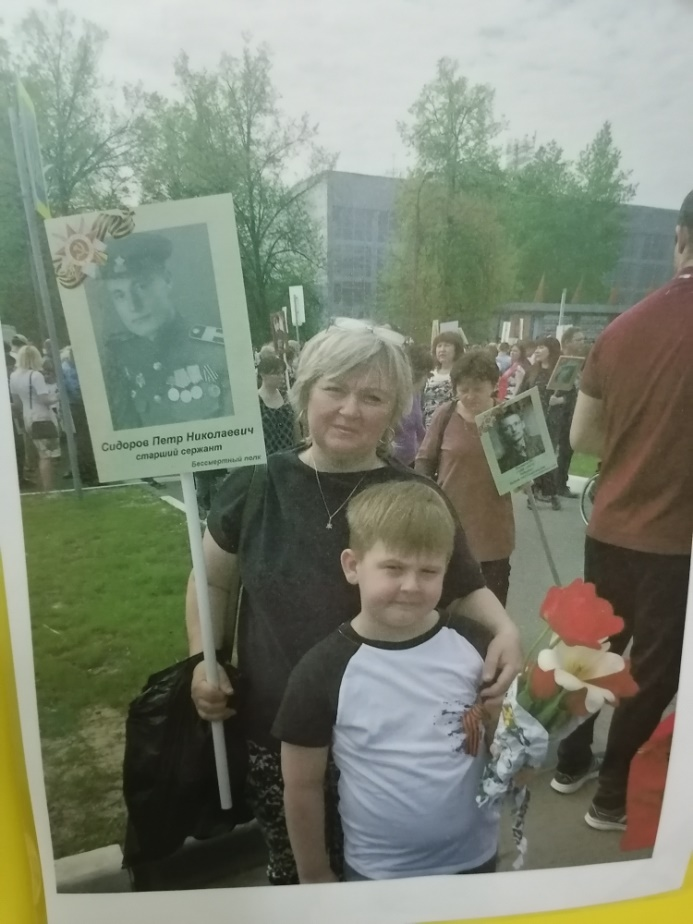 Сидоров Петр Николаевич
старший сержант
Бессмертный полк